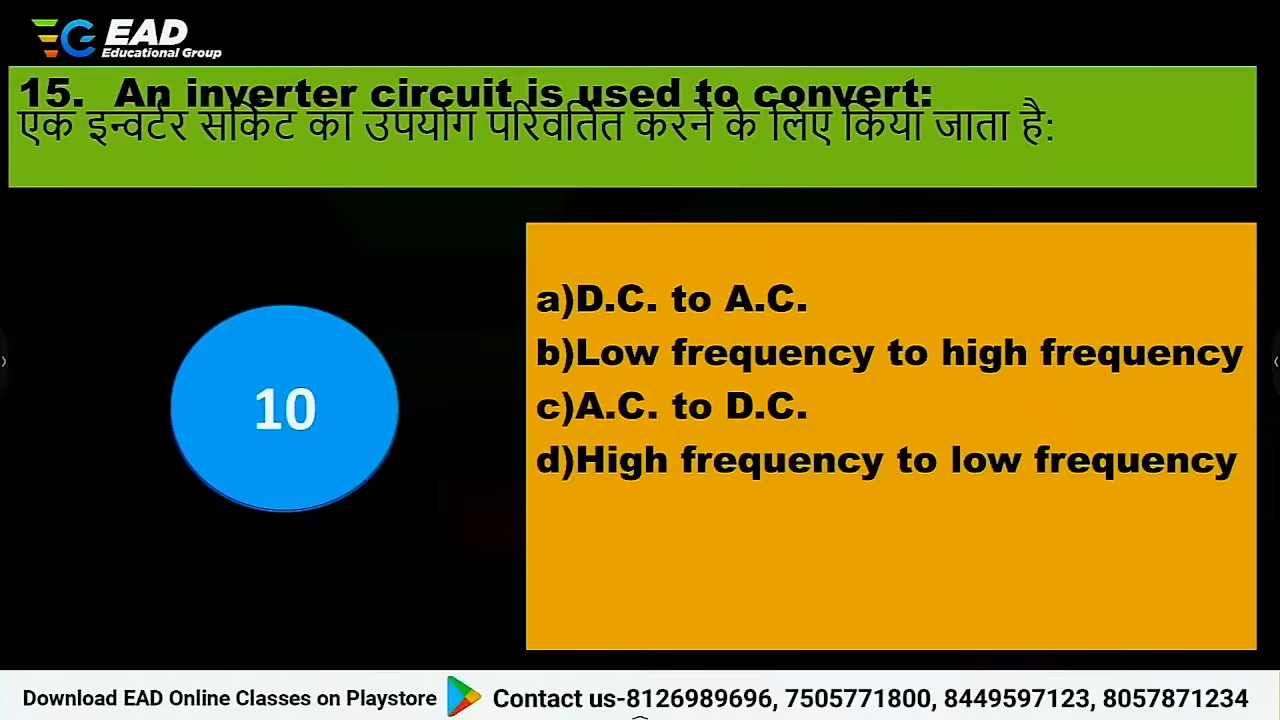 EAD
Educational Group
15. An inverter circuit is used to convert:
एक इन्वर्टर सर्किट का उपयोग परिवर्तित करने के लिए किया जाता है:
a)D.C. to A.C.
b)Low frequency to high frequency
c)A.C. to D.C.
d)High frequency to low frequency
10
Download EAD Online Classes on Playstore Contact us-8126989696, 7505771800, 8449597123, 8057871234